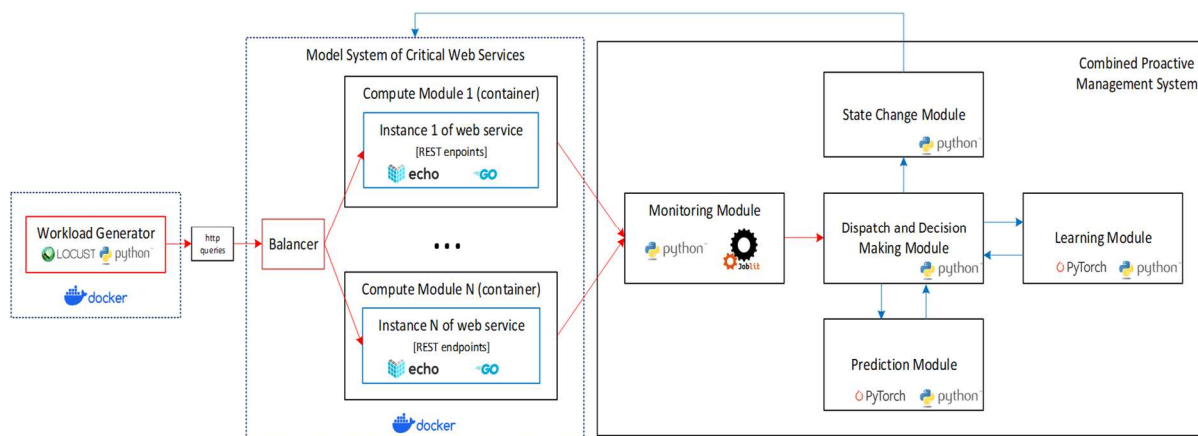 Model System of Critical Web Services
Combined Proactive
Management System
Compute Module 1 (container)
Instance 1 of web service
[REST enpoints]
echo
GO
State Change Module
python
Workload Generator
LOCUST python
docker
http
queries
Balancer
...
Monitoring Module
python
Joblib
Dispatch and Decision
Making Module
python
Learning Module
PyTorch python
Compute Module N (container)
Instance N of web service
[REST endpoints]
echo
GO
docker
Prediction Module
PyTorch python